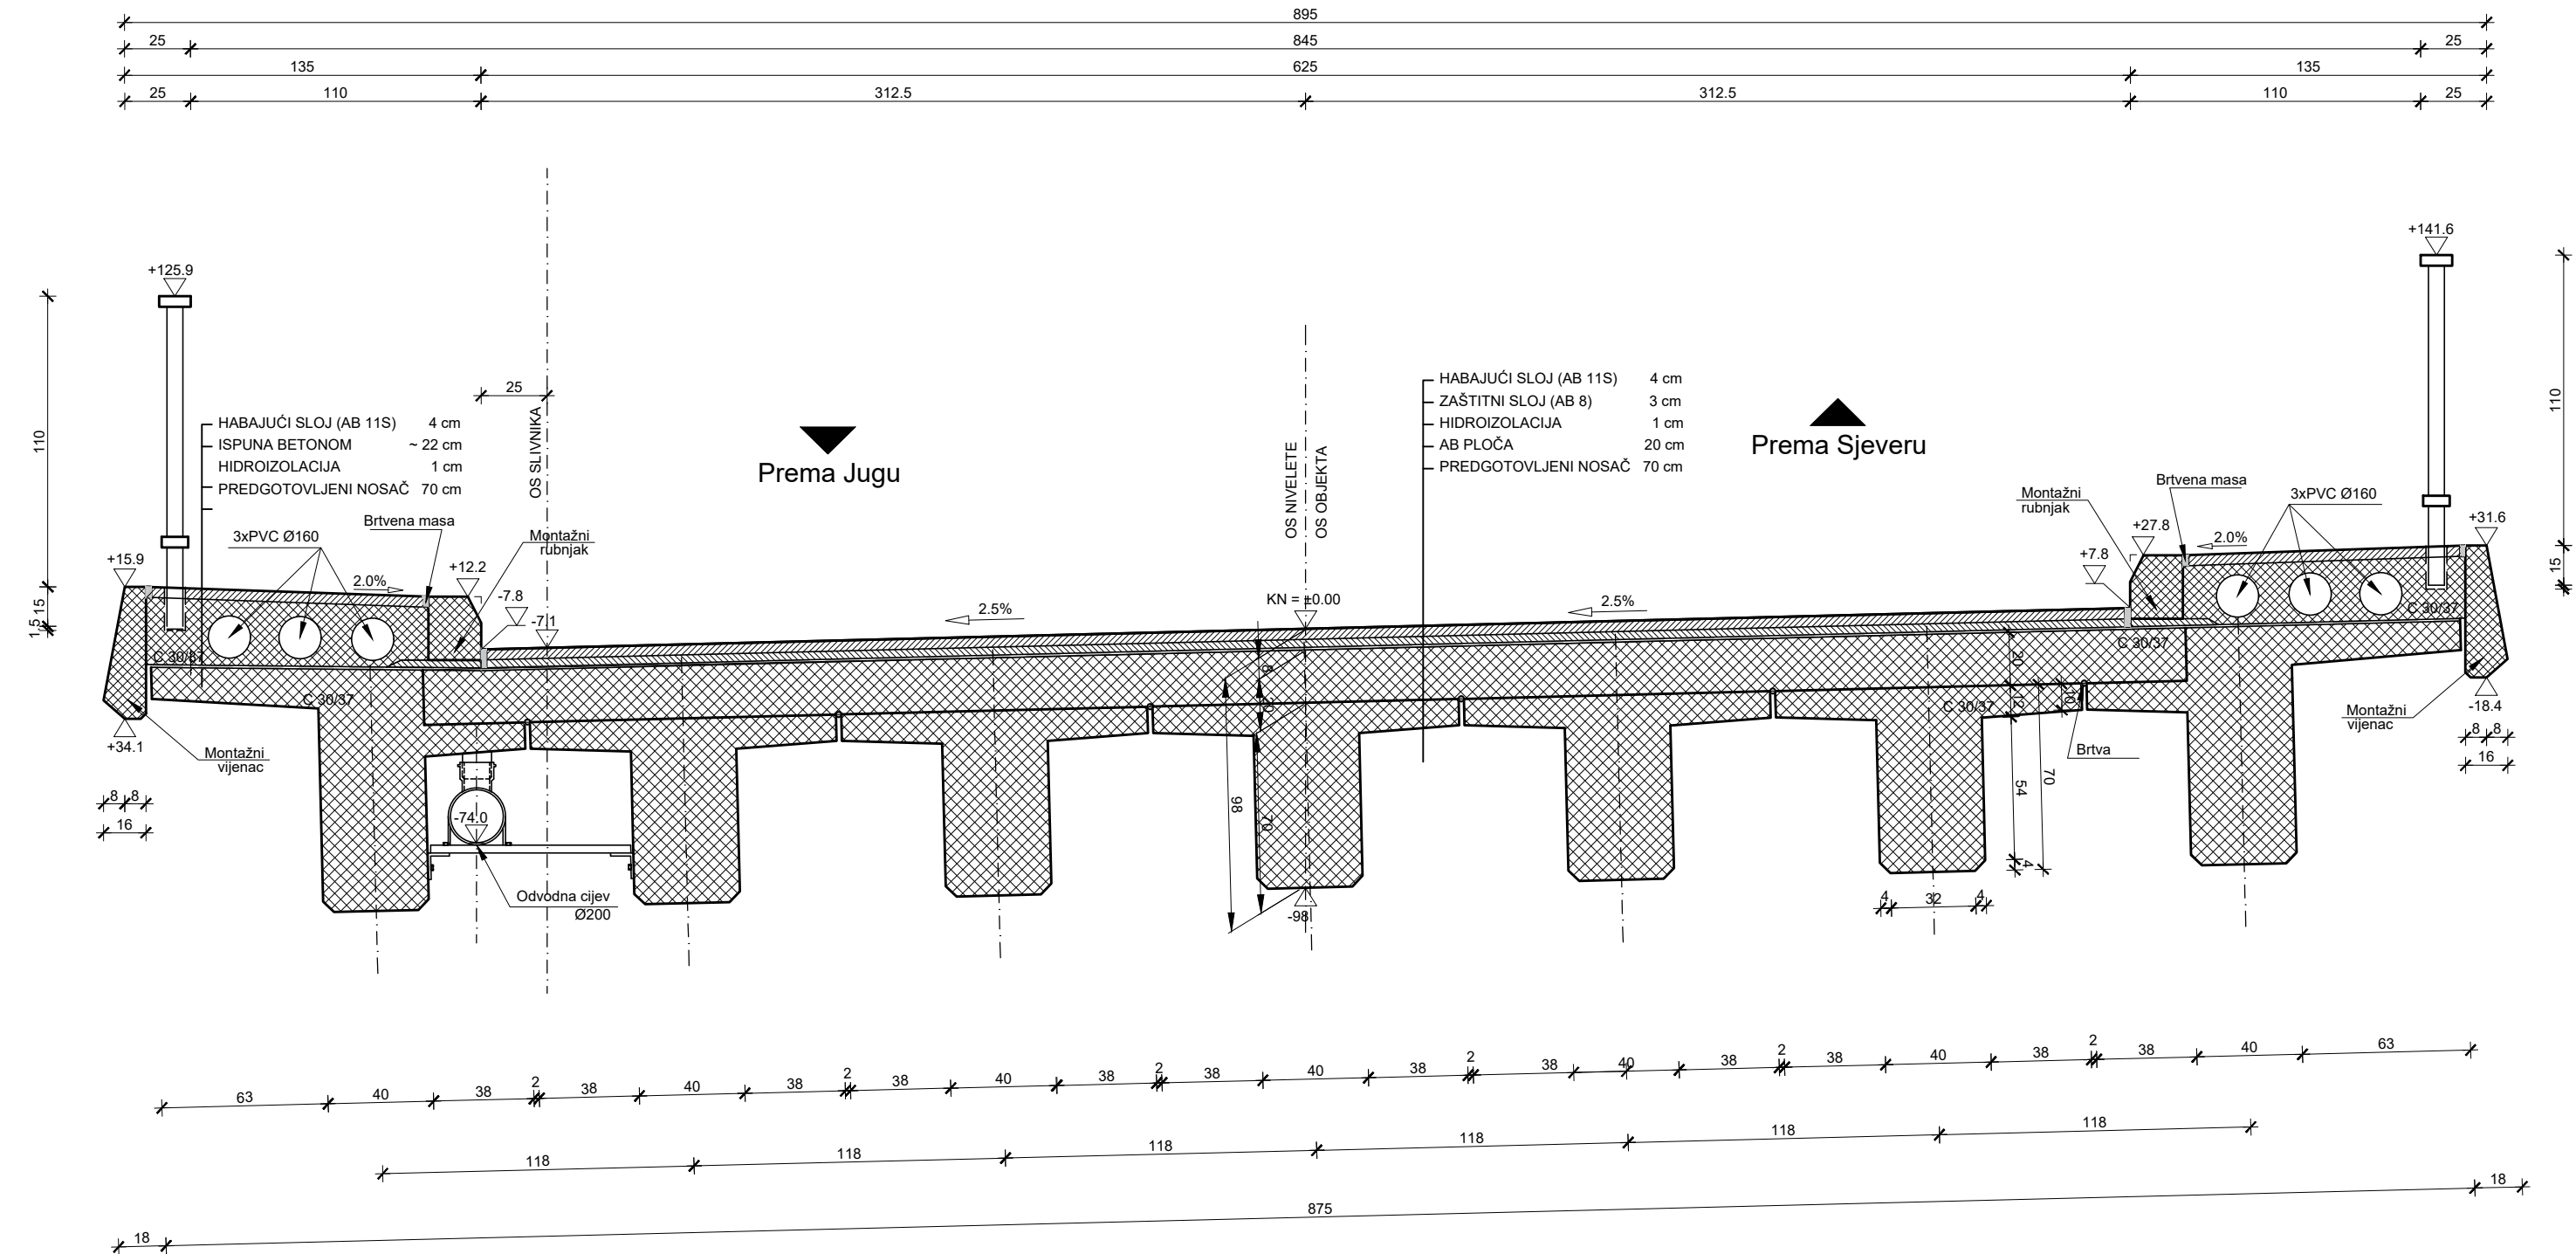 895
25 845 25
135 625 135
25 110 312.5 312.5 110 25
+141.6
+125.9
110
110
25
OS SLIVNIKA
HABAJUĆI SLOJ (AB 11S) 4 cm
ISPUNA BETONOM ~ 22 cm
HIDROIZOLACIJA 1 cm
PREDGOTOVLJENI NOSAČ 70 cm
Prema Jugu
OS NIVELETE
OS OBJEKTA
HABAJUĆI SLOJ (AB 11S) 4 cm
ZAŠTITNI SLOJ (AB 8) 3 cm
HIDROIZOLACIJA 1 cm
AB PLOČA 20 cm
PREDGOTOVLJENI NOSAČ 70 cm
Prema Sjeveru
Brtvena masa
3xPVC Ø160
Montažni
rubnjak
Brtvena masa
3xPVC Ø160
Montažni
rubnjak
+15.9
2.0%
+12.2
-7.8
-7.1
2.5%
KN = ±0.00
2.5%
+7.8
+27.8
2.0%
+31.6
15
1.5
15
C 30/37
C 30/37
C 30/37
C 30/37
C 30/37
8
20
98
70
-98
20
12
10
54
70
4
4 32 4
Brtva
Montažni
vijenac
+34.1
8 8
16
Montažni
vijenac
-18.4
8 8
16
-74.0
Odvodna cijev
Ø200
63 40 38 2 38 40 38 2 38 40 38 2 38 40 38 2 38 40 38 2 38 40 38 2 38 40 63
118 118 118 118 118 118
18 875 18